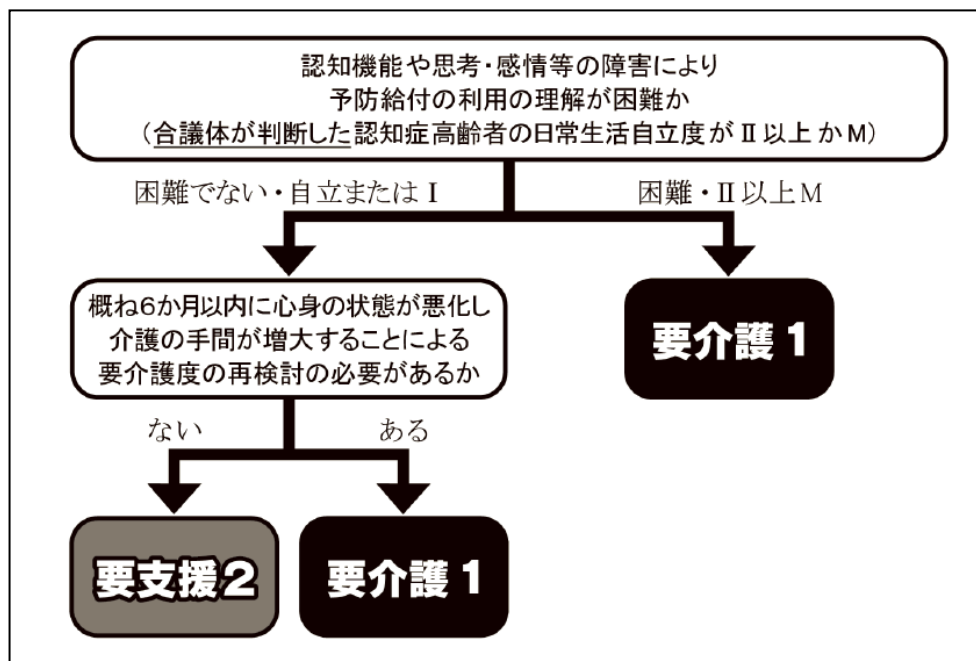 認知機能や思考・感情等の障害により
予防給付の利用の理解が困難か
(合議体が判断した認知症高齢者の日常生活自立度がⅡ以上かM)
困難でない・自立またはⅠ
困難・Ⅱ以上M
概ね6か月以内に心身の状態が悪化し
介護の手間が増大することによる
要介護度の再検討の必要があるか
要介護1
ない
ある
要支援2
要介護1